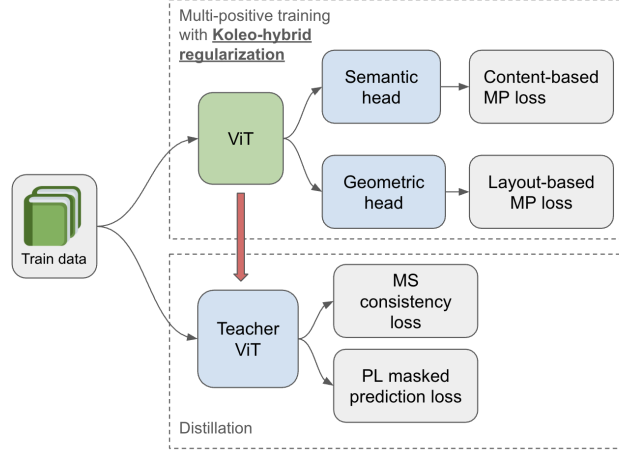 Multi-positive training
with Koleo-hybrid
regularization
Semantic
head
Content-based
MP loss
ViT
Geometric
head
Layout-based
MP loss
Train data
Teacher
ViT
MS
consistency
loss
PL masked
prediction loss
Distillation